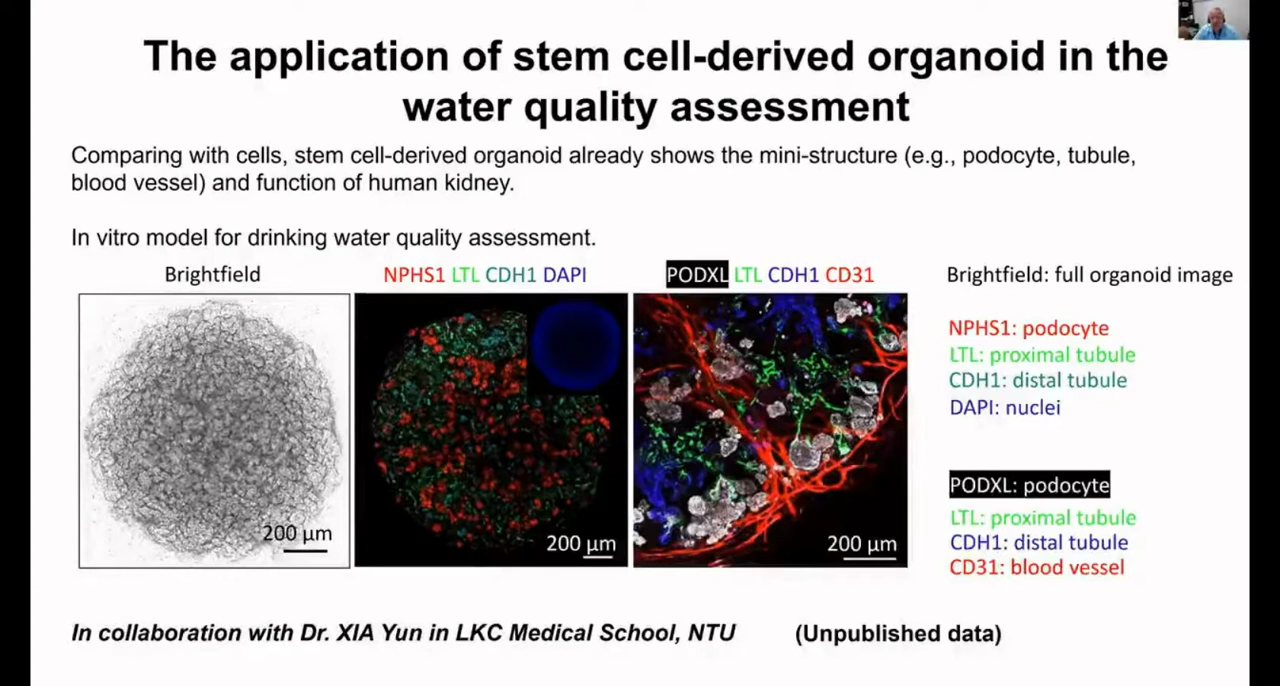 The application of stem cell-derived organoid in the
water quality assessment
Comparing with cells, stem cell-derived organoid already shows the mini-structure (e.g., podocyte, tubule,
blood vessel) and function of human kidney.
In vitro model for drinking water quality assessment.
Brightfield
NPHS1 LTL CDH1 DAPI
PODXL LTL CDH1 CD31
200 µm
200 µm
200 µm
Brightfield: full organoid image
NPHS1: podocyte
LTL: proximal tubule
CDH1: distal tubule
DAPI: nuclei
PODXL: podocyte
LTL: proximal tubule
CDH1: distal tubule
CD31: blood vessel
In collaboration with Dr. XIA Yun in LKC Medical School, NTU
(Unpublished data)